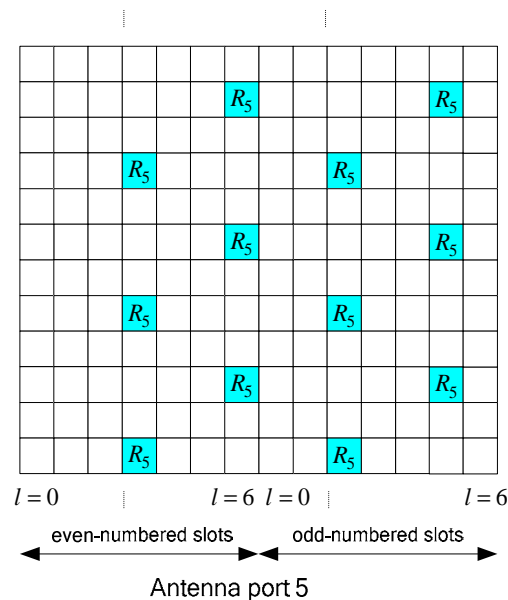 R5 R5
R5 R5
R5 R5
R5 R5
R5 R5
R5 R5
l = 0 l = 6 l = 0 l = 6
even-numbered slots odd-numbered slots
Antenna port 5